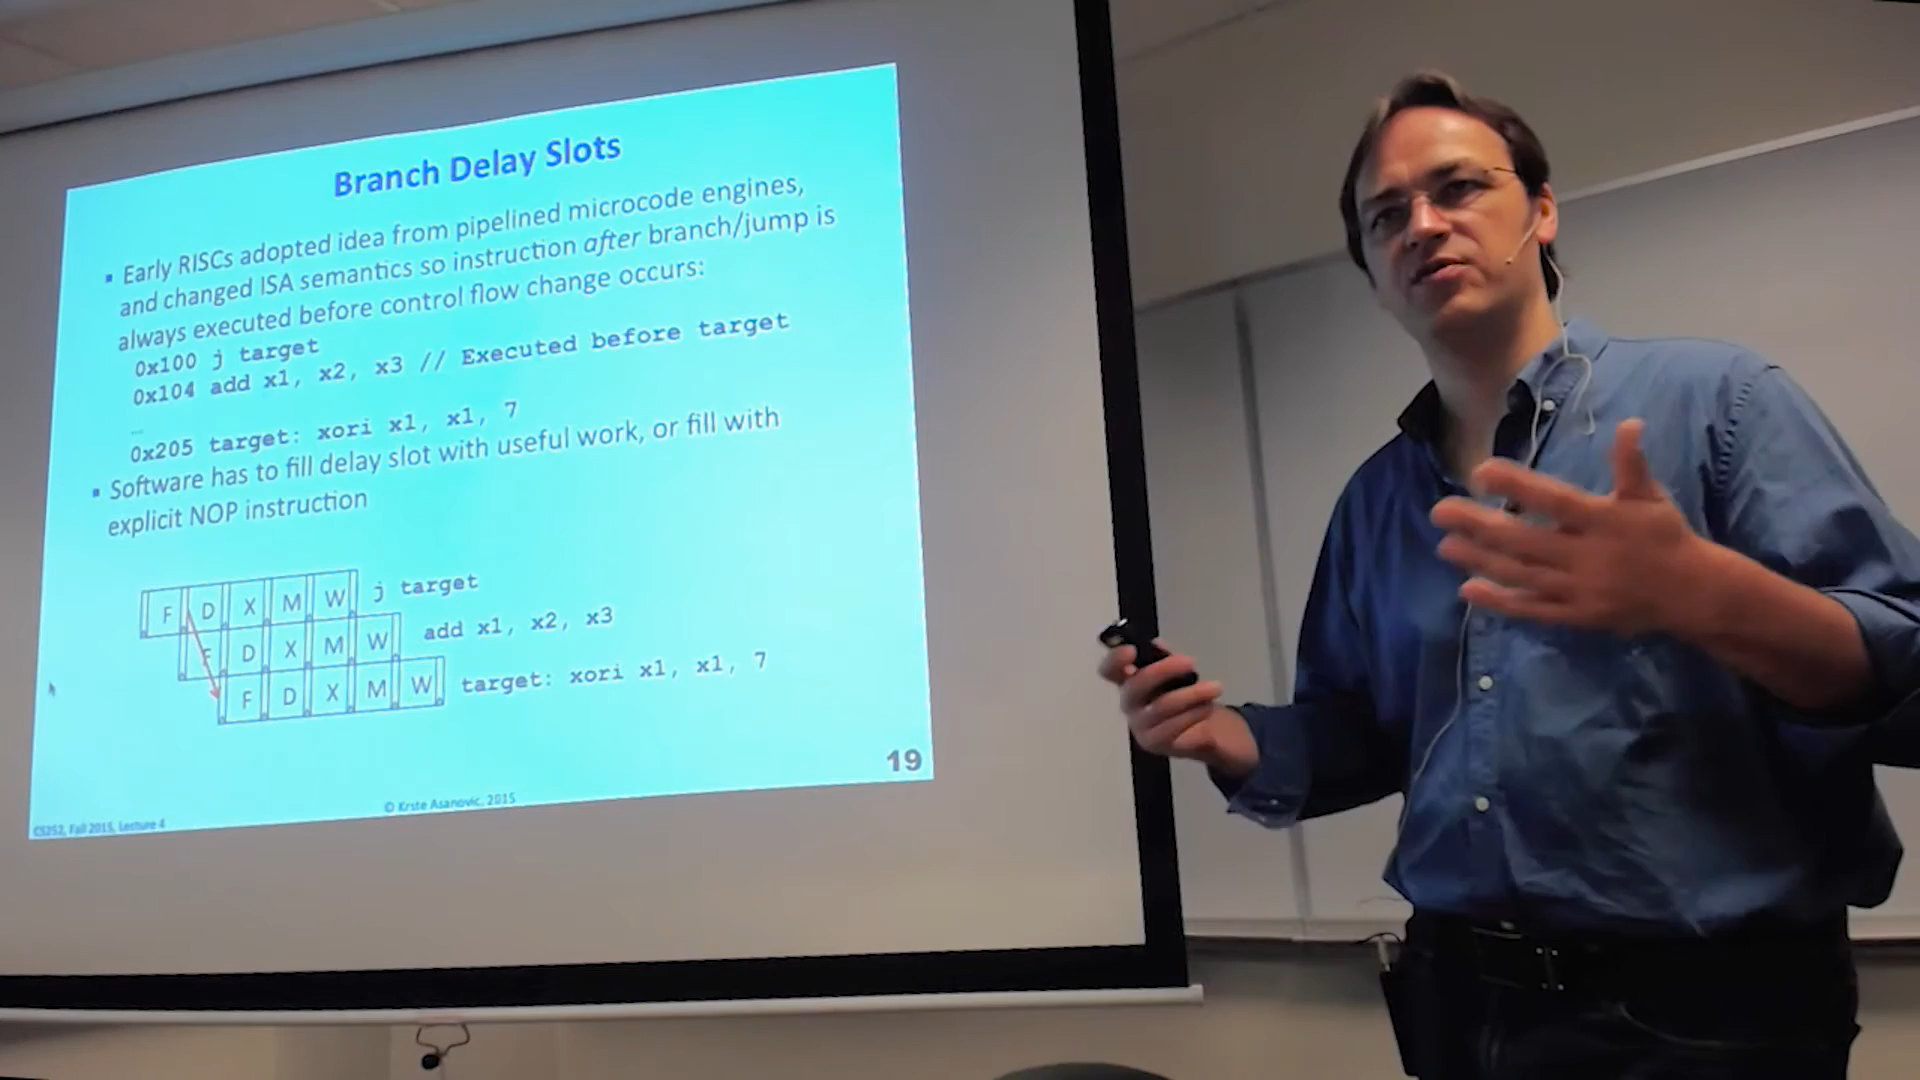 Branch Delay Slots
▪ Early RISCs adopted idea from pipelined microcode engines,
and changed ISA semantics so instruction after branch/jump is
always executed before control flow change occurs:
0x100 j target
0x104 add x1, x2, x3 // Executed before target
…
0x205 target: xori x1, x1, 7
▪ Software has to fill delay slot with useful work, or fill with
explicit NOP instruction
F D X M W j target
F D X M W add x1, x2, x3
F D X M W target: xori x1, x1, 7
19
© Krste Asanovic, 2015
CS252, Fall 2015, Lecture 4